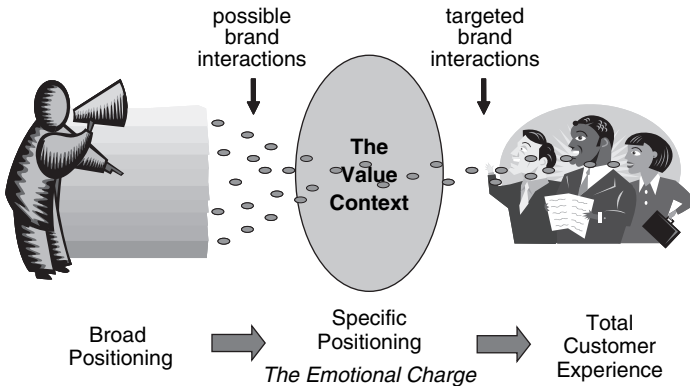 possible
brand
interactions
targeted
brand
interactions
The
Value
Context
Broad
Positioning
Specific
Positioning
The Emotional Charge
Total
Customer
Experience